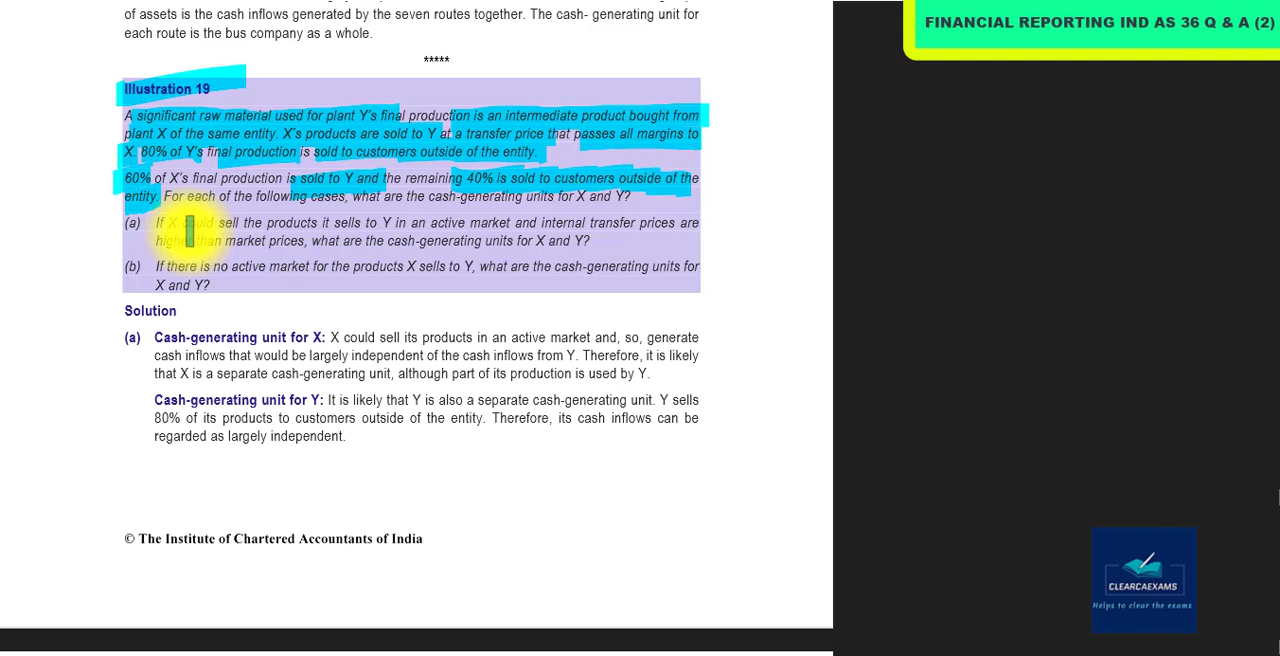 of assets is the cash inflows generated by the seven routes together. The cash- generating unit for
each route is the bus company as a whole.
*****
Illustration 19
A significant raw material used for plant Y's final production is an intermediate product bought from
plant X of the same entity. X's products are sold to Y at a transfer price that passes all margins to
X. 80% of Y's final production is sold to customers outside of the entity.
60% of X's final production is sold to Y and the remaining 40% is sold to customers outside of the
entity. For each of the following cases, what are the cash-generating units for X and Y?
(a) If X could sell the products it sells to Y in an active market and internal transfer prices are
higher than market prices, what are the cash-generating units for X and Y?
(b) If there is no active market for the products X sells to Y, what are the cash-generating units for
X and Y?
Solution
(a) Cash-generating unit for X: X could sell its products in an active market and, so, generate
cash inflows that would be largely independent of the cash inflows from Y. Therefore, it is likely
that X is a separate cash-generating unit, although part of its production is used by Y.
Cash-generating unit for Y: It is likely that Y is also a separate cash-generating unit. Y sells
80% of its products to customers outside of the entity. Therefore, its cash inflows can be
regarded as largely independent.
© The Institute of Chartered Accountants of India
FINANCIAL REPORTING IND AS 36 Q & A (2)
CLEARCAEXAMS
Helps to clear the exams